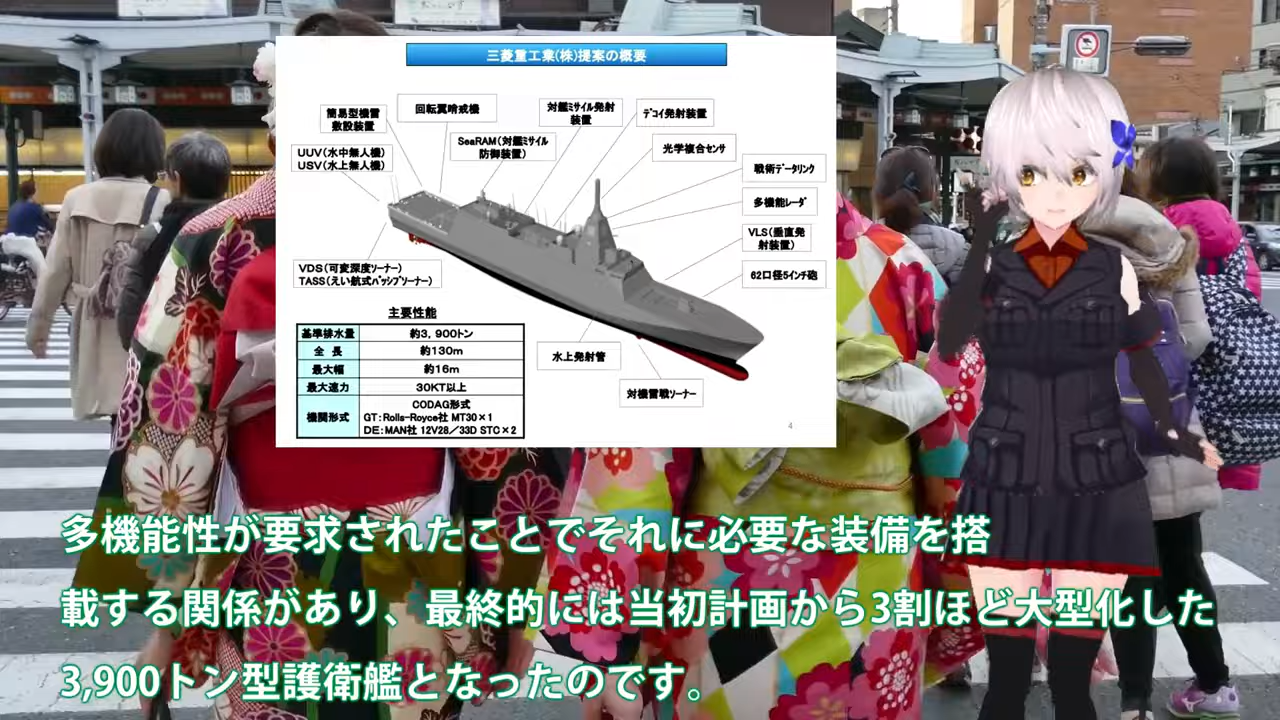 三菱重工業(株)提案の概要
簡易型機雷
敷設装置
回転翼哨戒機
対艦ミサイル発射
装置
デコイ発射装置
UUV(水中無人機)
USV(水上無人機)
SeaRAM(対艦ミサイル
防御装置)
光学複合センサ
戦術データリンク
多機能レーダ
VLS(垂直発
射装置)
62口径5インチ砲
VDS(可変深度ソーナー)
TASS(えい航式パッシブソーナー)
水上発射管
対機雷戦ソーナー
主要性能
基準排水量 約3,900トン
全 長 約130m
最大幅 約16m
最大速力 30KT以上
機関形式 CODAG形式
GT:Rolls-Royce社 MT30×1
DE:MAN社 12V28/33D STC×2
4
多機能性が要求されたことでそれに必要な装備を搭
載する関係があり、最終的には当初計画から3割ほど大型化した
3,900トン型護衛艦となったのです。